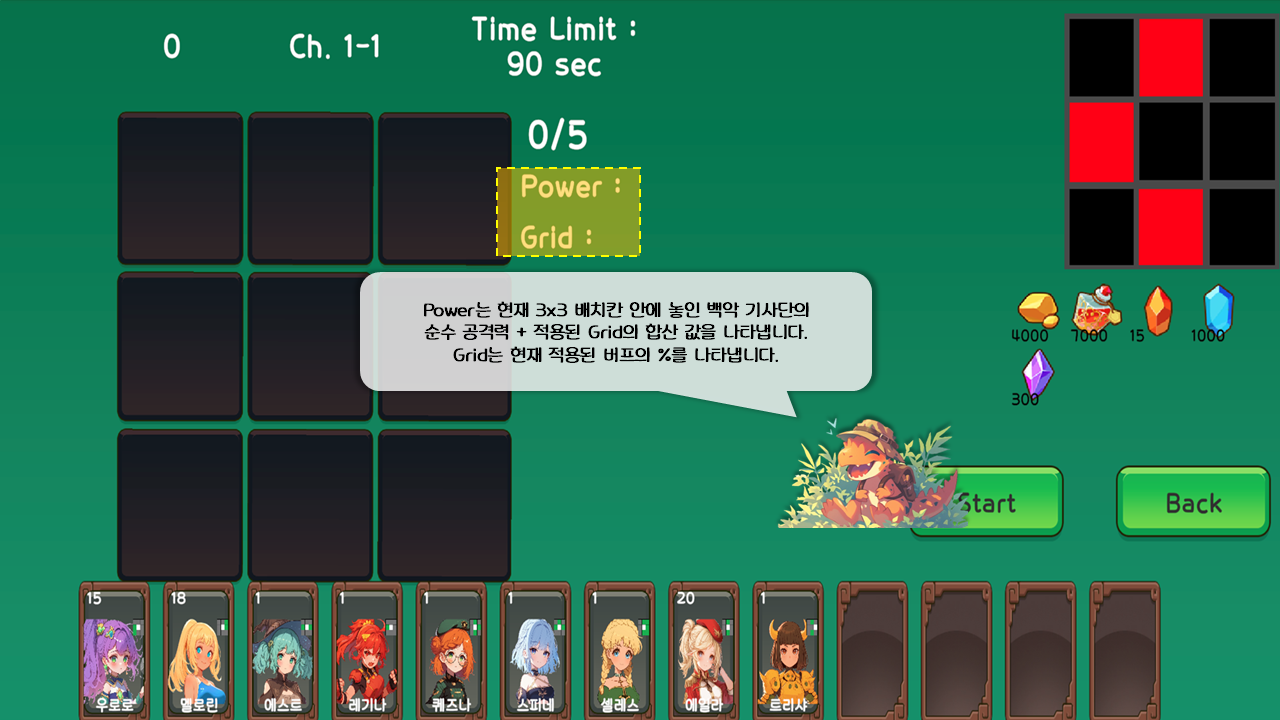 0
Ch. 1-1
Time Limit :
90 sec
0/5
Power :
Grid :
Power는 현재 3x3 배치칸 안에 놓인 백악 기사단의
순수 공격력 + 적용된 Grid의 합산 값을 나타냅니다.
Grid는 현재 적용된 버프의 %를 나타냅니다.
4000
7000
15
1000
300
Start
Back
15
18
1
1
1
1
1
20
1
우로로
멜로린
에스트
레기나
퀘즈나
스퍼네
셀레스
에얼라
트리샤